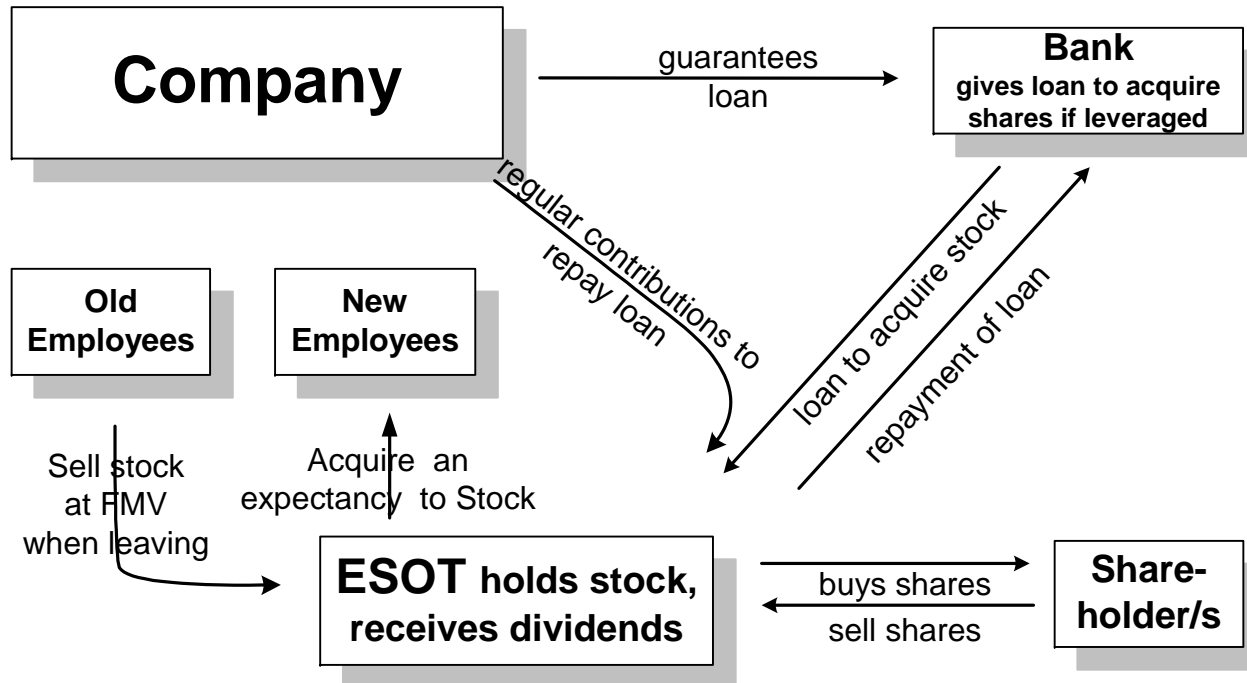 Company
guarantees
loan
Bank
gives loan to acquire
shares if leveraged
regular contributions to
repay loan
loan to acquire stock
repayment of loan
Old
Employees
New
Employees
Sell stock
at FMV
when leaving
Acquire an
expectancy to Stock
ESOT holds stock,
receives dividends
buys shares
sell shares
Share-
holder/s